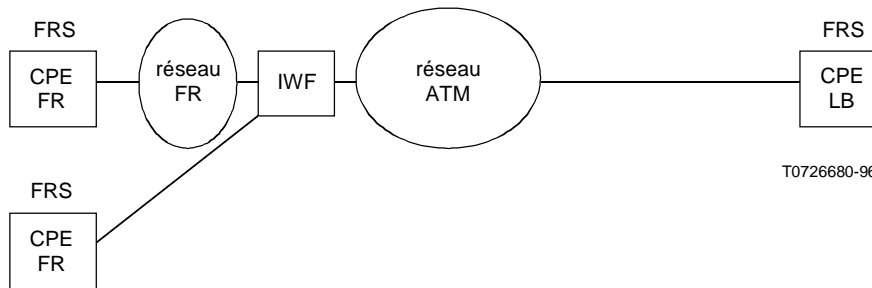 FRS
CPE
FR
réseau
FR
IWF
réseau
ATM
FRS
CPE
LB
T0726680-96
FRS
CPE
FR